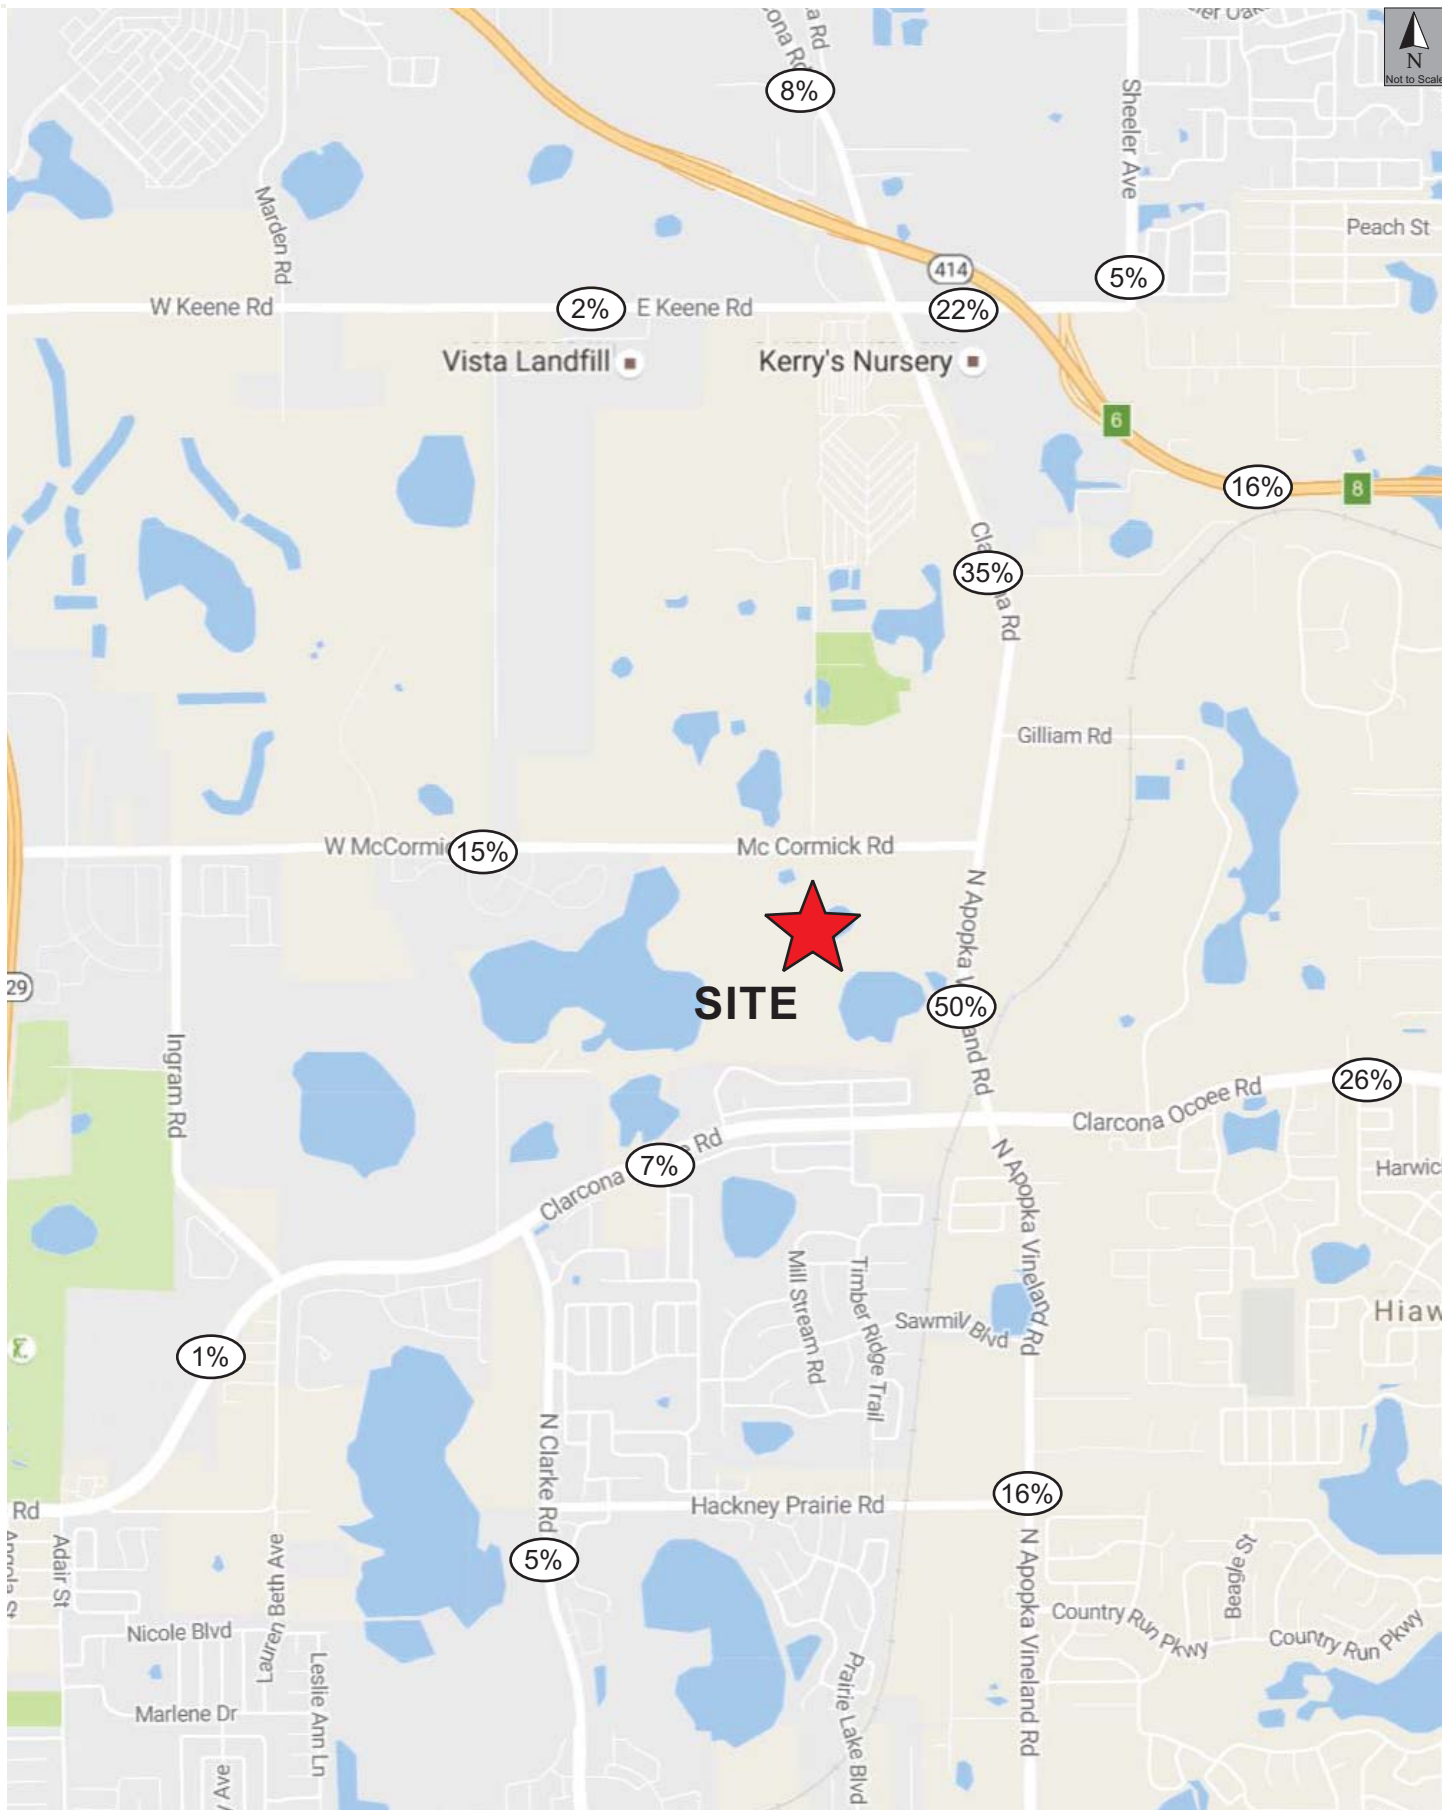 N
Not to Scale
8%
Sheeler Ave
Marden Rd
Peach St
414
5%
W Keene Rd
2%
E Keene Rd
22%
Vista Landfill
Kerry's Nursery
6
16%
8
35%
Gilliam Rd
W McCormi
15%
Mc Cormick Rd
N Apopka V
and Rd
SITE
29
50%
Ingram Rd
26%
Clarcona Ocoee Rd
7%
Clarcona
Rd
Harwic
N Apopka Vineland Rd
Mill Stream Rd
Timber Ridge Trail
Sawmill Blvd
Hiaw
1%
N Clarke Rd
Hackney Prairie Rd
16%
Rd
5%
Adair St
Lauren Beth Ave
N Apopka Vineland Rd
Beagle St
Country Run Pkwy
Country Run Pkwy
Nicole Blvd
Leslie Ann Ln
Marlene Dr
Prairie Lake Blvd
Ave